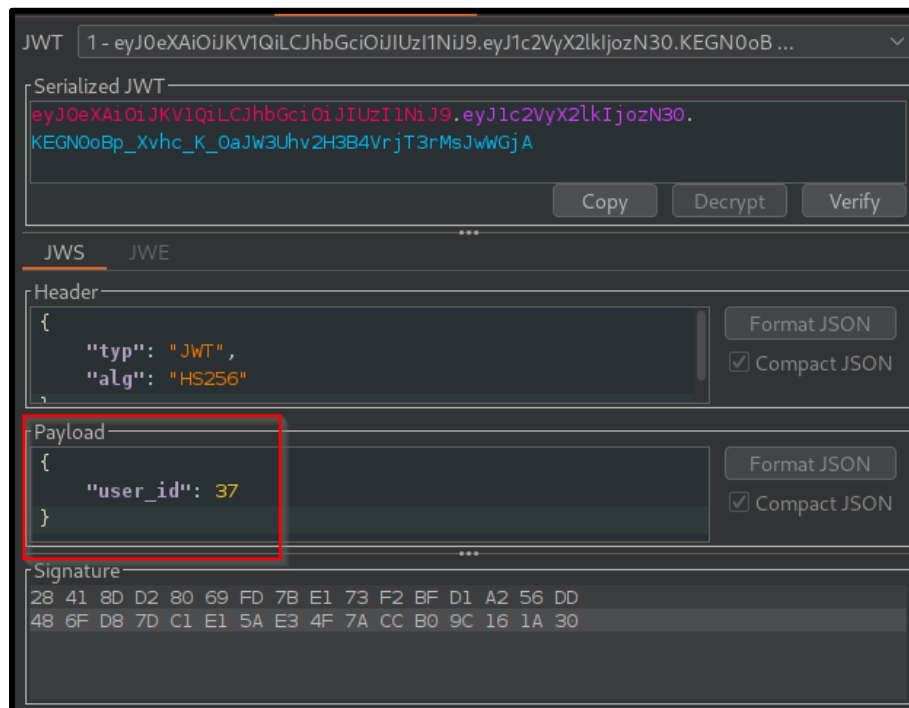 JWT 1 - eyJ0eXAiOiJKV1QiLCJhbGciOiJIUzI1NiJ9.eyJ1c2VyX2lkIjozN30.KEGN0oB ...
Serialized JWT
eyJ0eXAiOiJKV1QiLCJhbGciOiJIUzI1NiJ9.eyJ1c2VyX2lkIjozN30.
KEGN0oBp_Xvhc_K_0aJW3Uhv2H3B4VrjT3rMsJwWGjA
Copy Decrypt Verify
JWS JWE
Header
{
"typ": "JWT",
"alg": "HS256"
}
Format JSON
Compact JSON
Payload
{
"user_id": 37
}
Format JSON
Compact JSON
Signature
28 41 8D D2 80 69 FD 7B E1 73 F2 BF D1 A2 56 DD
48 6F D8 7D C1 E1 5A E3 4F 7A CC B0 9C 16 1A 30